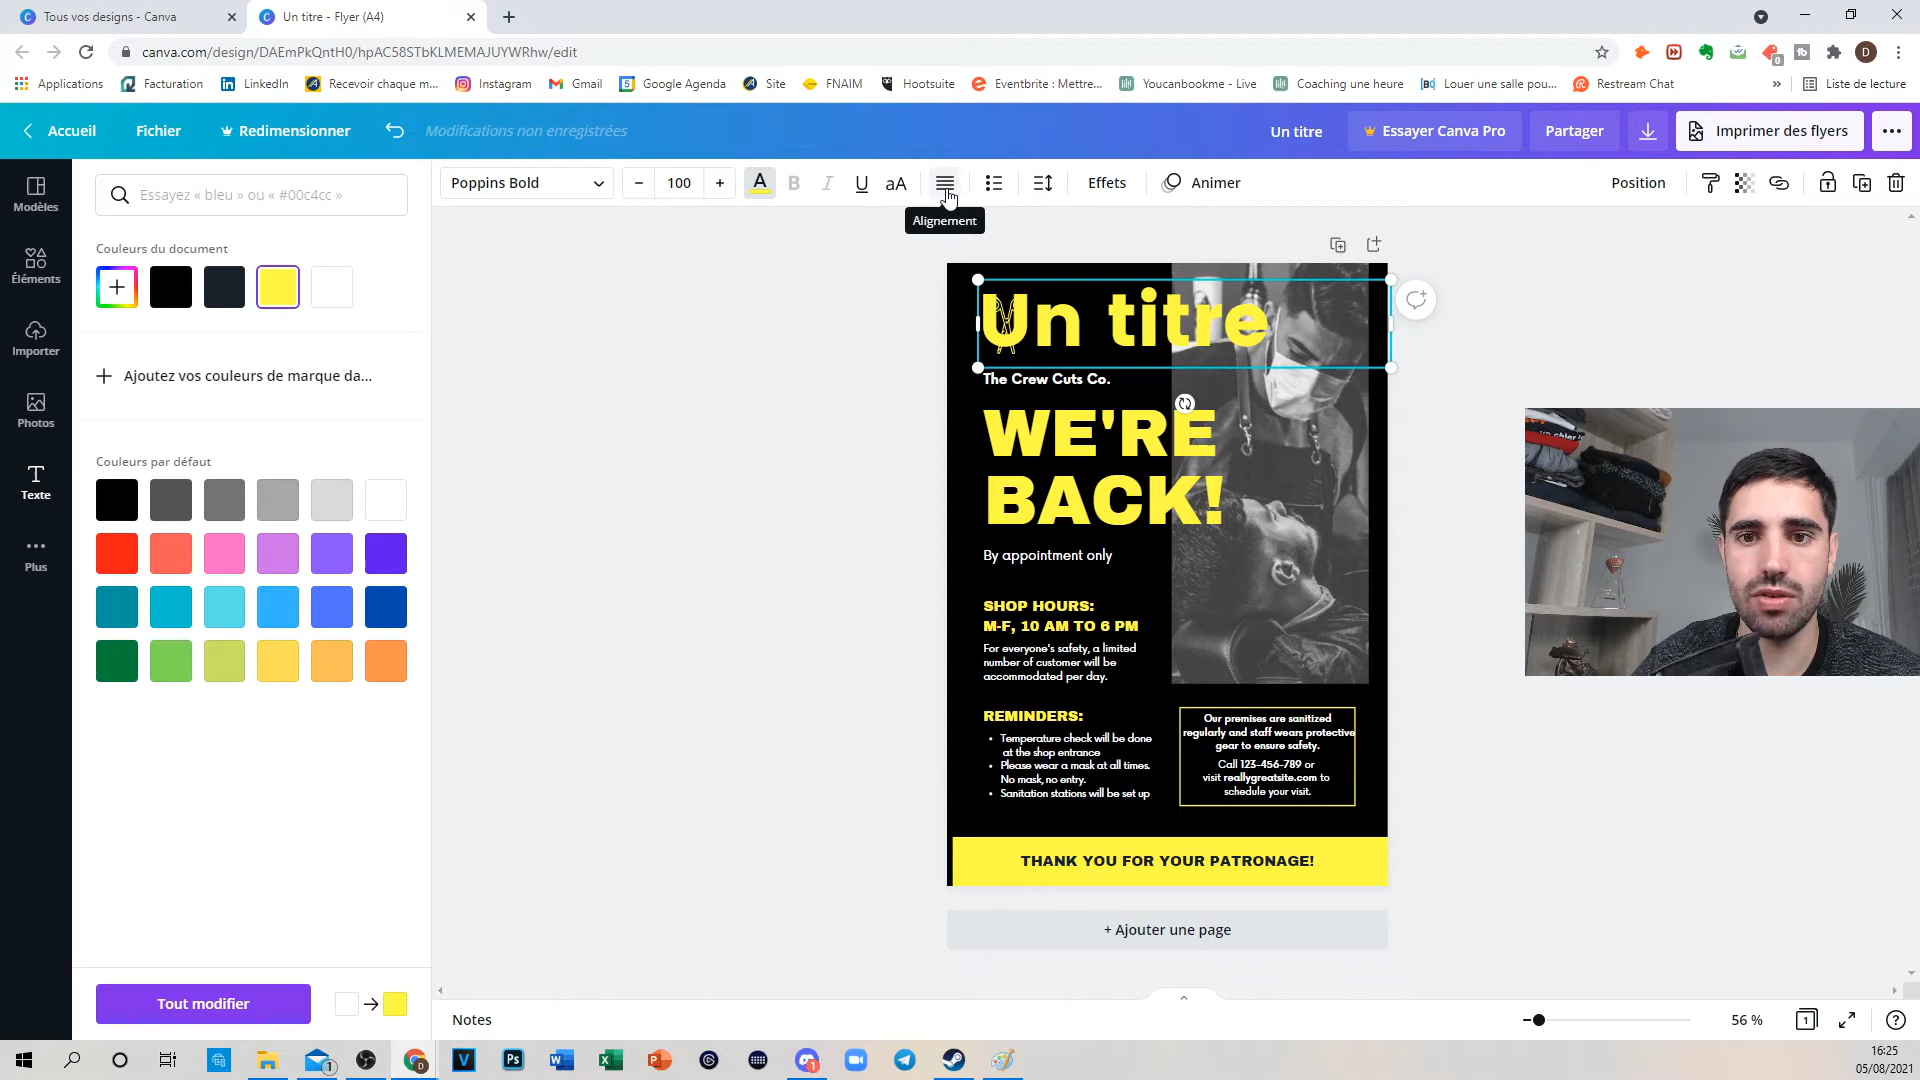 Tous vos designs - Canva
Un titre - Flyer (A4)
canva.com/design/DAEmPkQntH0/hpAC58STbKLMEMAJUYWRhw/edit
Applications
Facturation
LinkedIn
Recevoir chaque m...
Instagram
Gmail
Google Agenda
Site
FNAIM
Hootsuite
Eventbrite : Mettre...
Youcanbookme - Live
Coaching une heure
Louer une salle pou...
Restream Chat
»
Liste de lecture
Accueil
Fichier
Redimensionner
Modifications non enregistrées
Un titre
Essayer Canva Pro
Partager
Imprimer des flyers
Essayez « bleu » ou « #00c4cc »
Poppins Bold
– 100 +
A
B
I
U
aA
Effets
Animer
Position
Alignement
Modèles
Éléments
Importer
Photos
Texte
Plus
Couleurs du document
Ajoutez vos couleurs de marque da...
Couleurs par défaut
Tout modifier
Un titre
The Crew Cuts Co.
WE'RE
BACK!
By appointment only
SHOP HOURS:
M-F, 10 AM TO 6 PM
For everyone's safety, a limited
number of customer will be
accommodated per day.
REMINDERS:
• Temperature check will be done
at the shop entrance
• Please wear a mask at all times.
No mask, no entry.
• Sanitation stations will be set up
Our premises are sanitized
regularly and staff wears protective
gear to ensure safety.
Call 123-456-789 or
visit reallygreatsite.com to
schedule your visit.
THANK YOU FOR YOUR PATRONAGE!
+ Ajouter une page
Notes
56 %
1
16:25
05/08/2021